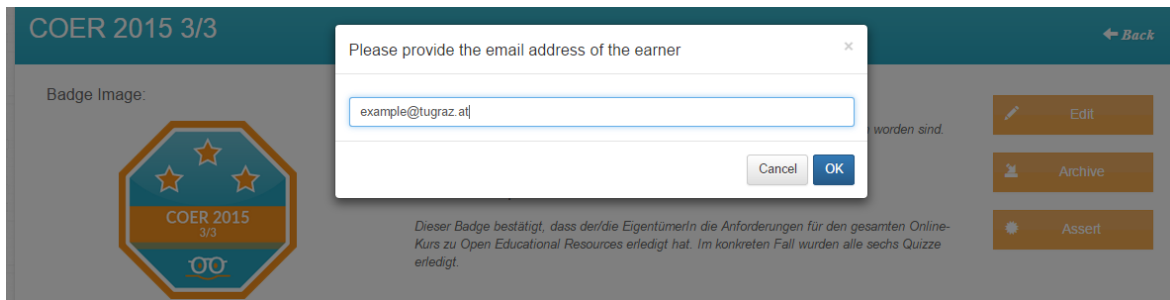 COER 2015 3/3
Back
Please provide the email address of the earner
×
example@tugraz.at
Cancel
OK
Badge Image:
COER 2015
3/3
worden sind.
Dieser Badge bestätigt, dass der/die EigentümerIn die Anforderungen für den gesamten Online-
Kurs zu Open Educational Resources erledigt hat. Im konkreten Fall wurden alle sechs Quizze
erledigt.
Edit
Archive
Assert